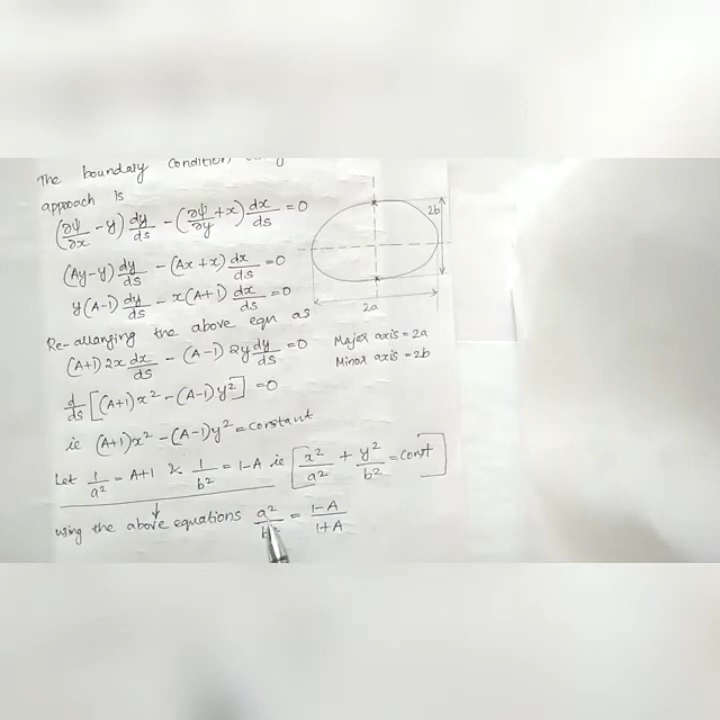 The boundary condition
approach is
(∂ψ/∂x - y) dy/ds - (∂ψ/∂y + x) dx/ds = 0
(Ay - y) dy/ds - (Ax + x) dx/ds = 0
y(A-1) dy/ds - x(A+1) dx/ds = 0
Re-arranging the above equn as
(A+1) 2x dx/ds - (A-1) 2y dy/ds = 0
d/ds [(A+1)x² - (A-1)y²] = 0
ie (A+1)x² - (A-1)y² = constant
Let 1/a² = A+1 & 1/b² = 1-A ie [x²/a² + y²/b² = const]
using the above equations a²/b² = 1-A/1+A
2b
2a
Major axis = 2a
Minor axis = 2b